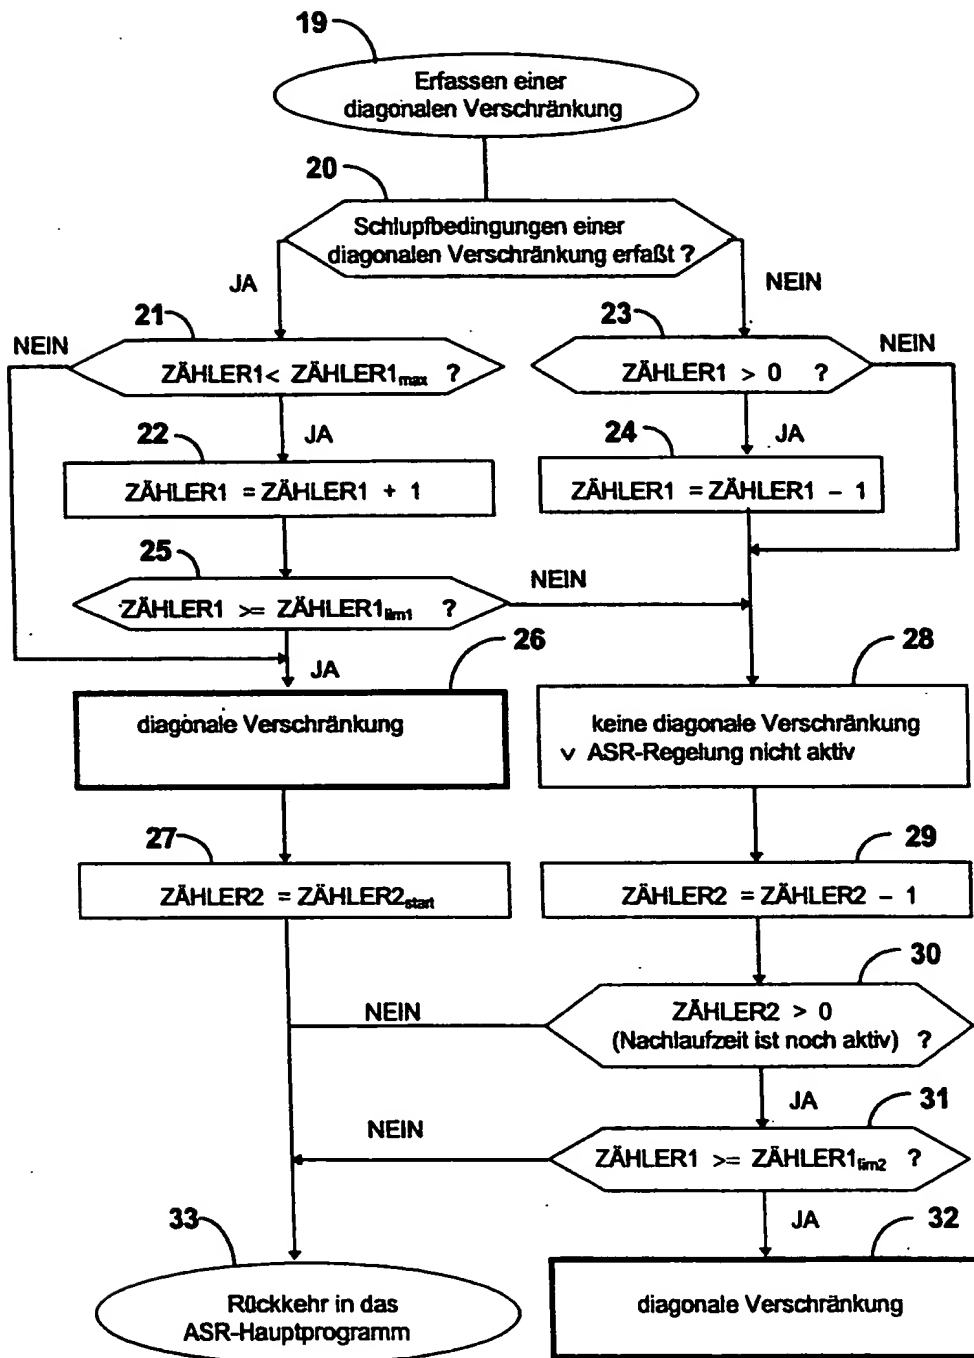 19
Erfassen einer
diagonalen Verschränkung
20
Schlupfbedingungen einer
diagonalen Verschränkung erfaßt ?
JA
NEIN
21
23
NEIN
ZÄHLER1< ZÄHLER1max ?
ZÄHLER1 > 0 ?
NEIN
22
JA
24
JA
ZÄHLER1 = ZÄHLER1 + 1
ZÄHLER1 = ZÄHLER1 – 1
25
NEIN
ZÄHLER1 >= ZÄHLER1lim1 ?
JA
26
28
diagonale Verschränkung
keine diagonale Verschränkung
v ASR-Regelung nicht aktiv
27
29
ZÄHLER2 = ZÄHLER2start
ZÄHLER2 = ZÄHLER2 – 1
30
NEIN
ZÄHLER2 > 0
(Nachlaufzeit ist noch aktiv) ?
JA
31
NEIN
ZÄHLER1 >= ZÄHLER1lim2 ?
33
JA
32
Rückkehr in das
ASR-Hauptprogramm
diagonale Verschränkung